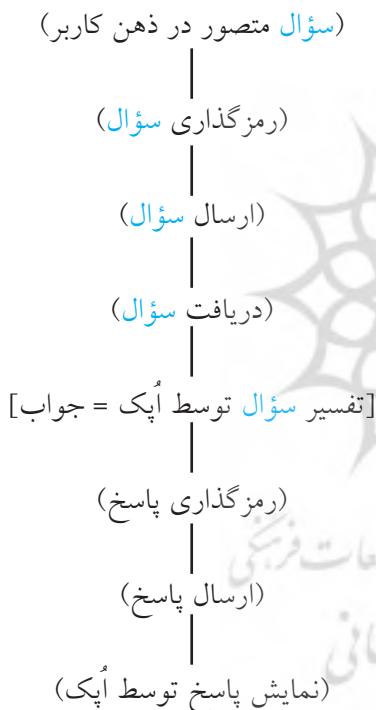 (سؤال متصور در ذهن کاربر)
(رمزگذاری سؤال)
(ارسال سؤال)
(دریافت سؤال)
[تفسیر سؤال توسط اُپک = جواب]
(رمزگذاری پاسخ)
(ارسال پاسخ)
(نمایش پاسخ توسط اُپک)